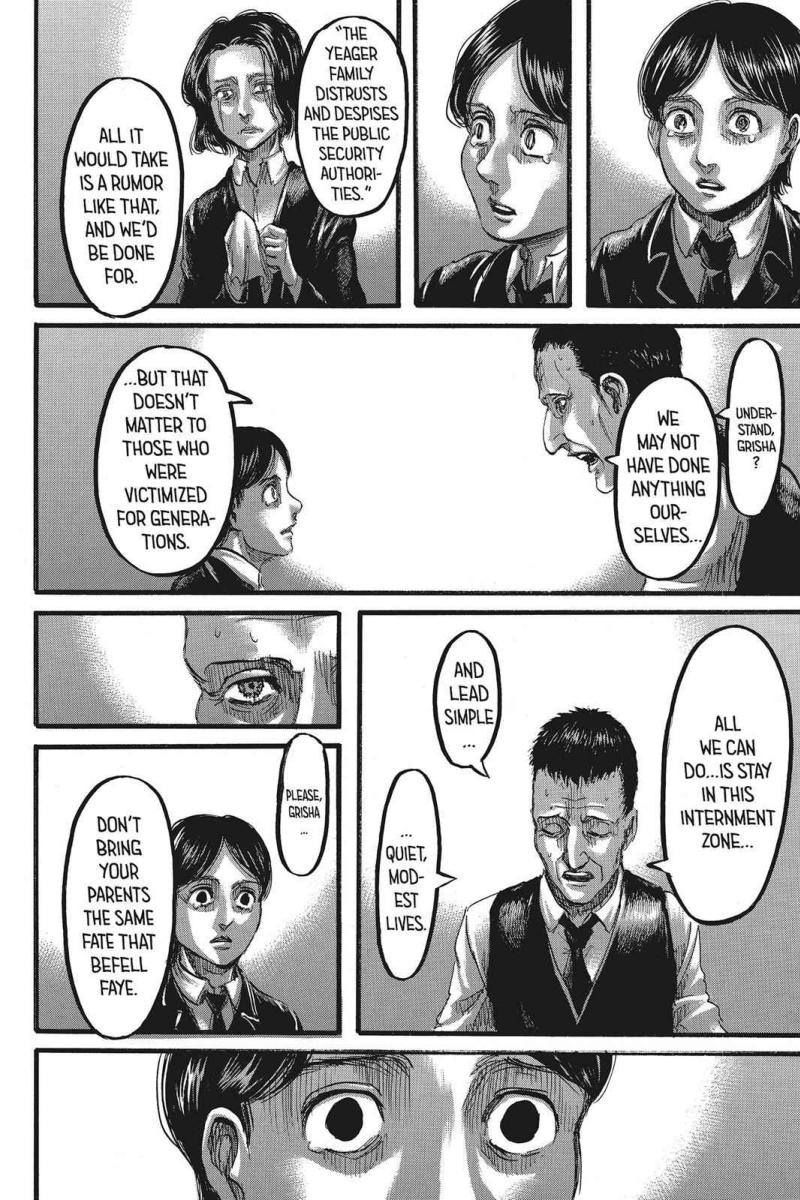 "THE
YEAGER
FAMILY
DISTRUSTS
AND DESPISES
THE PUBLIC
SECURITY
AUTHORI-
TIES."
ALL IT
WOULD TAKE
IS A RUMOR
LIKE THAT,
AND WE'D
BE DONE
FOR.
UNDER-
STAND,
GRISHA
?
WE
MAY NOT
HAVE DONE
ANYTHING
OUR-
SELVES...
...BUT THAT
DOESN'T
MATTER TO
THOSE WHO
WERE
VICTIMIZED
FOR GENERA-
TIONS.
ALL
WE CAN
DO...IS STAY
IN THIS
INTERNMENT
ZONE...
AND
LEAD
SIMPLE
...
...
QUIET,
MOD-
EST
LIVES.
PLEASE,
GRISHA
...
DON'T
BRING
YOUR
PARENTS
THE SAME
FATE THAT
BEFELL
FAYE.